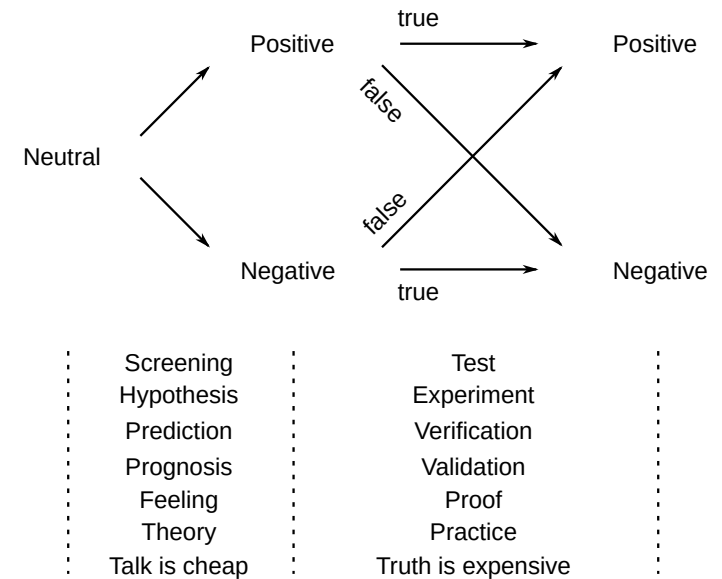 true
Positive Positive
false
Neutral
false
Negative Negative
true
Screening Test
Hypothesis Experiment
Prediction Verification
Prognosis Validation
Feeling Proof
Theory Practice
Talk is cheap Truth is expensive